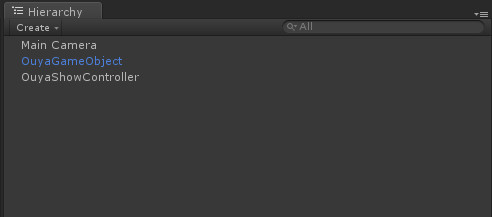 Hierarchy
Create All
Main Camera
OuyaGameObject
OuyaShowController